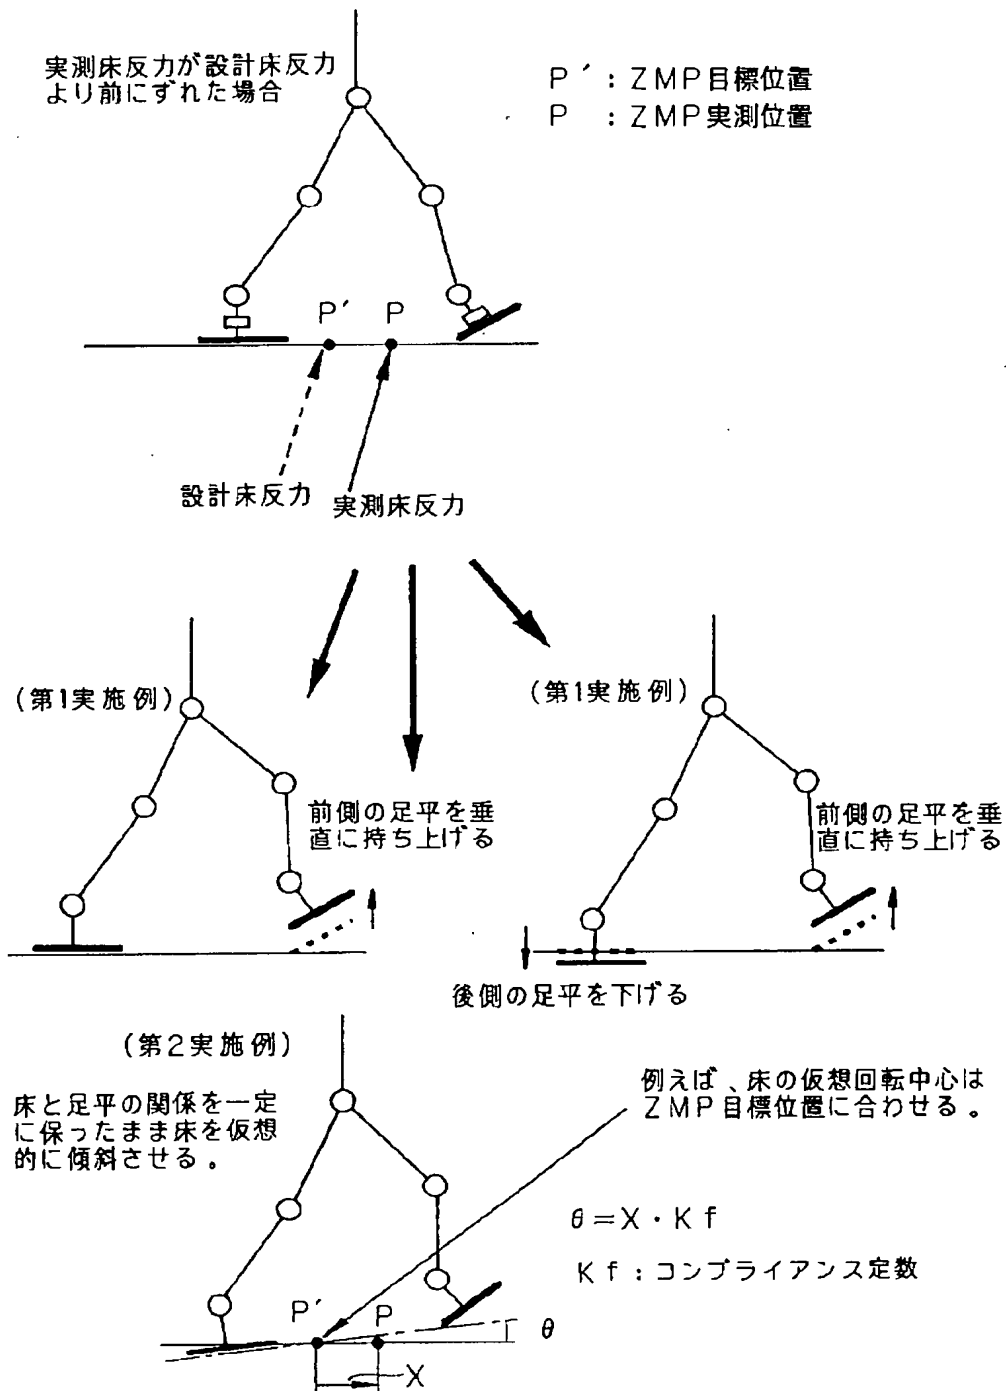 実測床反力が設計床反力
より前にずれた場合
P´：ZMP目標位置
P ：ZMP実測位置
P´
P
設計床反力
実測床反力
(第1実施例)
前側の足平を垂
直に持ち上げる
(第1実施例)
前側の足平を垂
直に持ち上げる
後側の足平を下げる
(第2実施例)
床と足平の関係を一定
に保ったまま床を仮想
的に傾斜させる。
例えば、床の仮想回転中心は
ZMP目標位置に合わせる。
θ=X・Kf
Kf：コンプライアンス定数
P´
P
θ
X